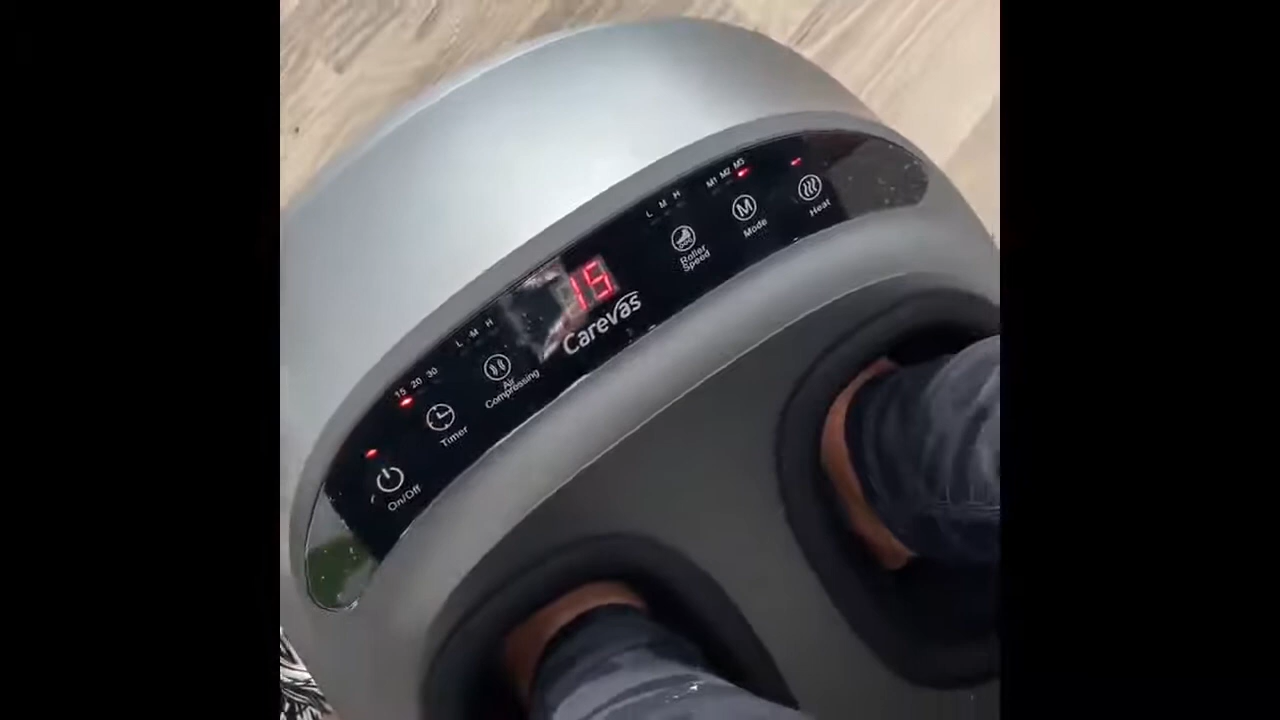 15 20 30
L M H
15
L M H
M1 M2 M3
On/Off
Timer
Air
Compressing
Carevas
Roller
Speed
M
Mode
Heat